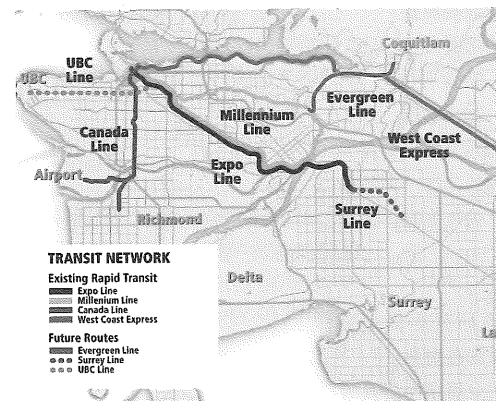 Coquitlam
UBC
Line
UBC
Evergreen
Line
Millennium
Line
Canada
Line
West Coast
Express
Expo
Line
Airport
Surrey
Line
Richmond
TRANSIT NETWORK
Existing Rapid Transit
Expo Line
Millenium Line
Canada Line
West Coast Express
Future Routes
Evergreen Line
Surrey Line
UBC Line
Delta
Surrey
La